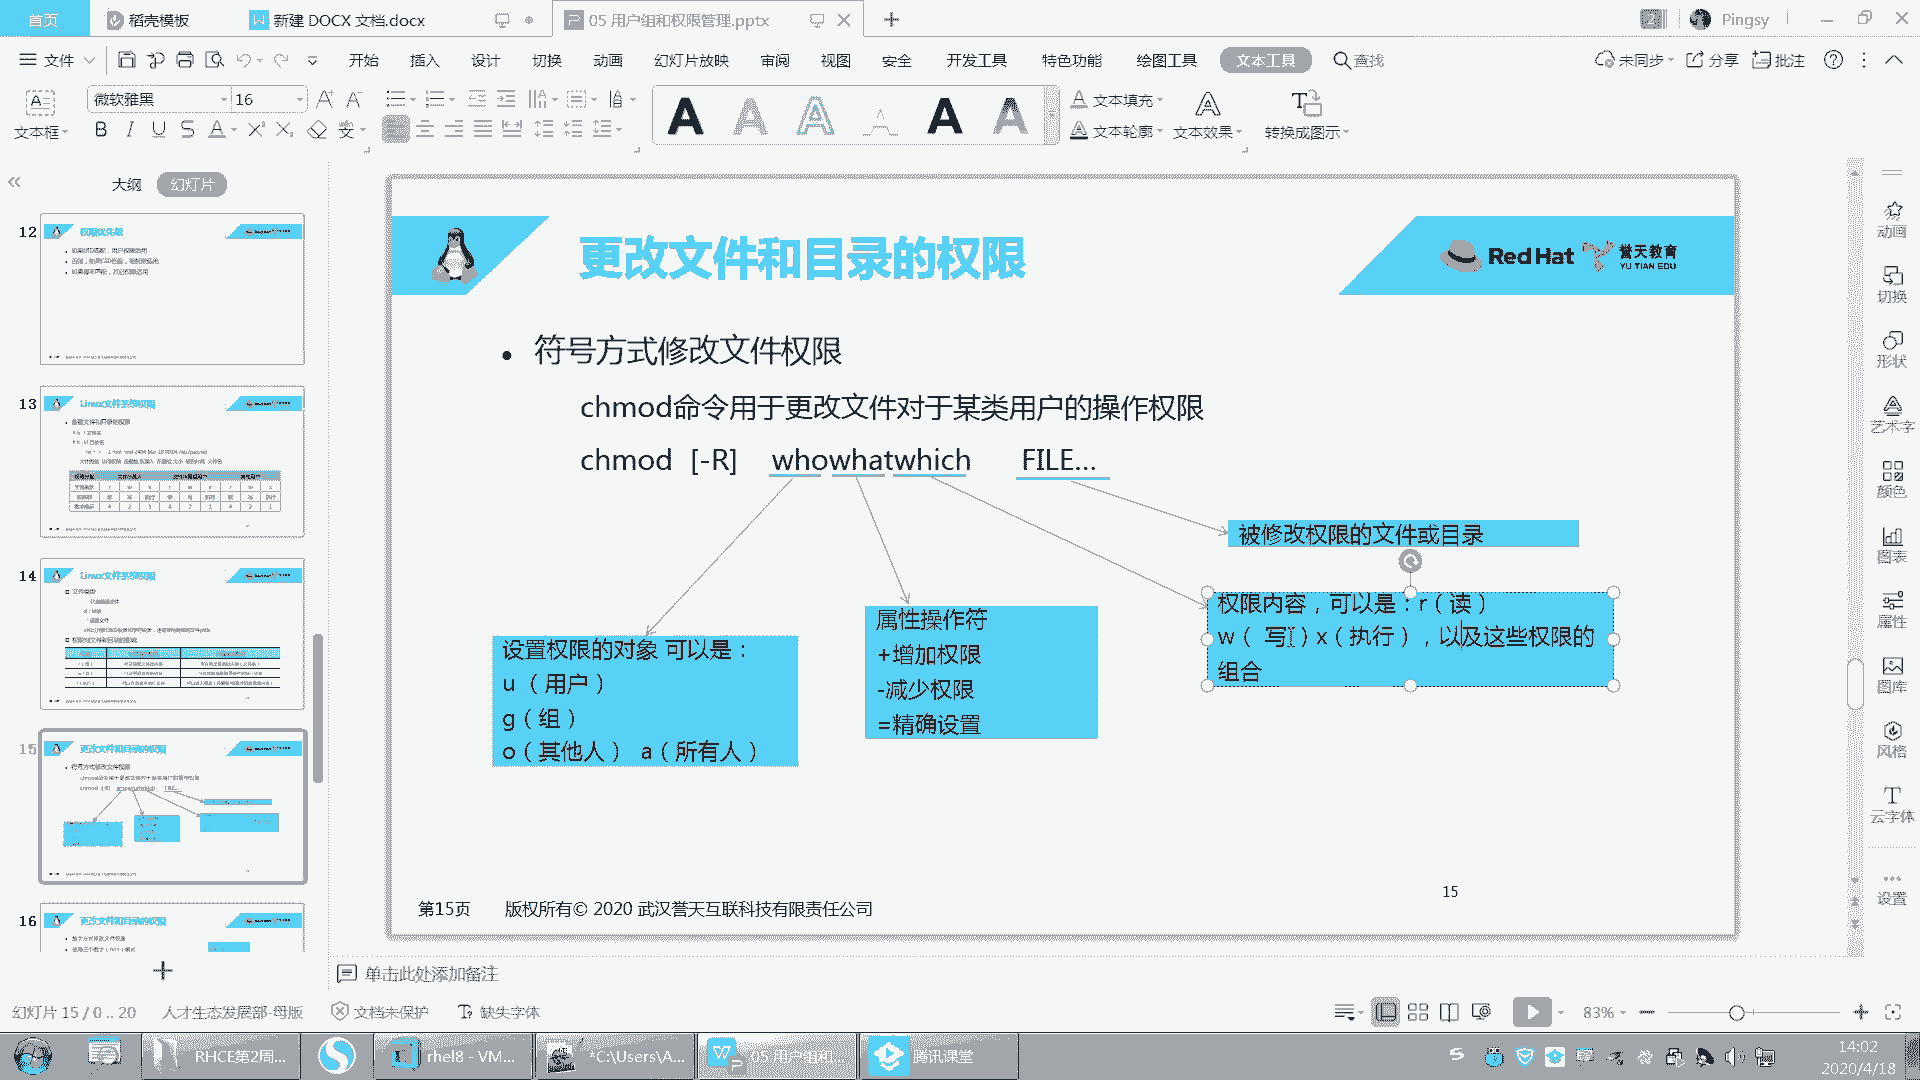 首页
稻壳模板
新建 DOCX 文档.docx
05 用户组和权限管理.pptx
2
Pingsy
文件
开始
插入
设计
切换
动画
幻灯片放映
审阅
视图
安全
开发工具
特色功能
绘图工具
文本工具
查找
未同步
分享
批注
文本框
微软雅黑
16
文本填充
文本轮廓
文本效果
转换成图示
大纲
幻灯片
12
权限优先级
13
Linux文件系统权限
14
Linux文件系统权限
15
更改文件和目录的权限
16
更改文件和目录的权限
更改文件和目录的权限
Red Hat
誉天教育
YU TIAN EDU
• 符号方式修改文件权限
chmod命令用于更改文件对于某类用户的操作权限
chmod [-R] whowhatwhich FILE...
被修改权限的文件或目录
权限内容，可以是：r（读）
w（ 写）x（执行），以及这些权限的
组合
属性操作符
+增加权限
-减少权限
=精确设置
设置权限的对象 可以是：
u （用户）
g（组）
o（其他人） a（所有人）
15
第15页
版权所有© 2020 武汉誉天互联科技有限责任公司
动画
切换
形状
艺术字
颜色
图表
属性
图库
风格
云字体
设置
单击此处添加备注
幻灯片 15 / 0 .. 20
人才生态发展部-母版
文档未保护
缺失字体
83%
RHCE第2周...
rhel8 - VM...
*C:\Users\A...
05 用户组和...
腾讯课堂
14:02
2020/4/18